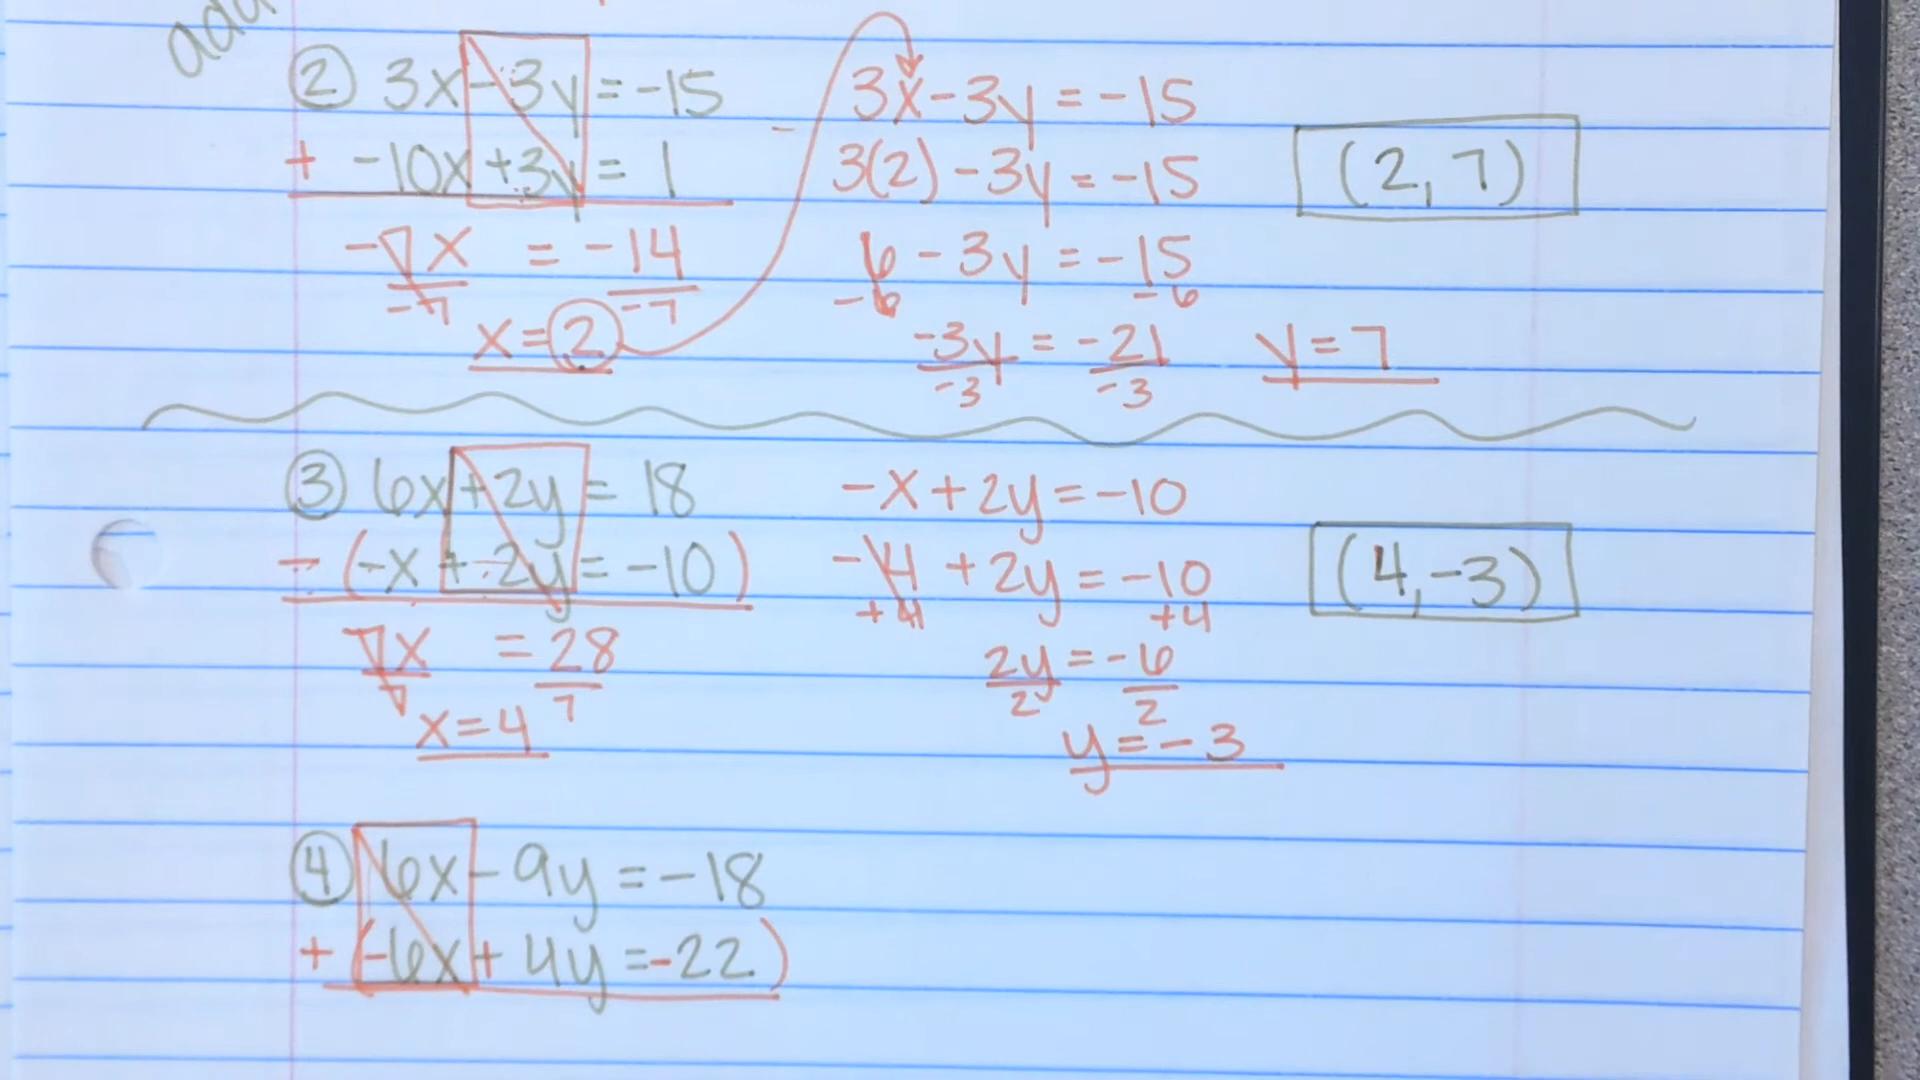 ② 3x - 3y = -15
+ -10x + 3y = 1
-7x = -14
-7 -7
x = 2
3x - 3y = -15
3(2) - 3y = -15
6 - 3y = -15
-6 -6
-3y = -21
-3 -3
y = 7
(2, 7)
③ 6x + 2y = 18
- (-x + 2y = -10)
7x = 28
7 7
x = 4
-x + 2y = -10
-4 + 2y = -10
+4 +4
2y = -6
2 2
y = -3
(4, -3)
④ 6x - 9y = -18
+ (-6x + 4y = -22)